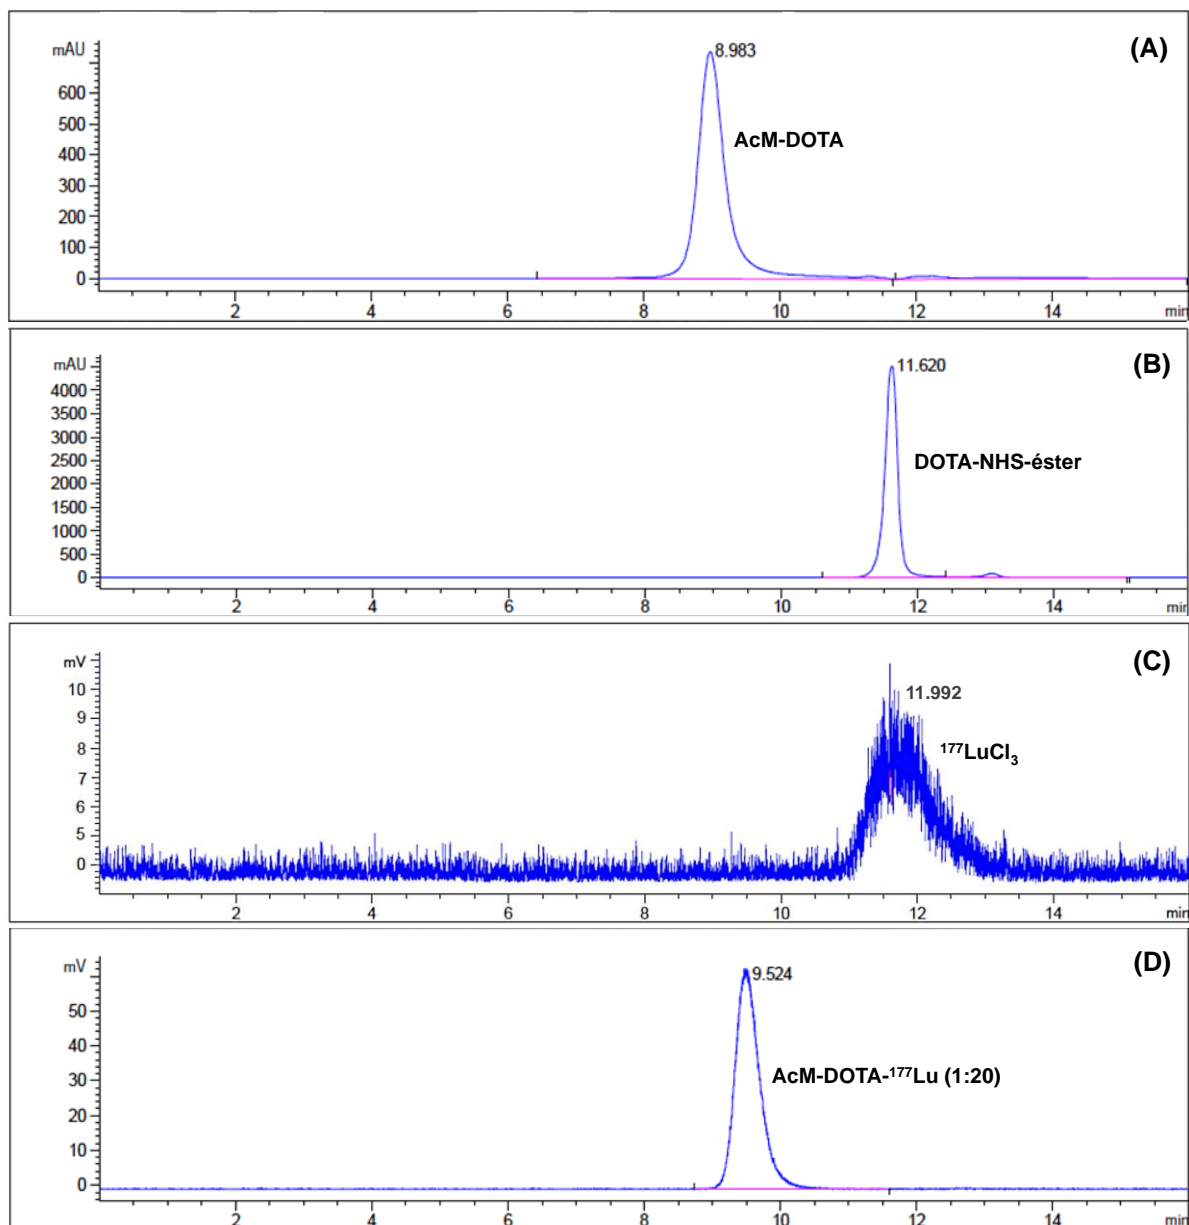 (A)
mAU
8.983
AcM-DOTA
600
500
400
300
200
100
0
2 4 6 8 10 12 14 min
(B)
mAU
11.620
DOTA-NHS-éster
4000
3500
3000
2500
2000
1500
1000
500
0
2 4 6 8 10 12 14 min
(C)
mV
11.992
177LuCl3
10
9
8
7
6
5
0
2 4 6 8 10 12 14 min
(D)
mV
9.524
AcM-DOTA-177Lu (1:20)
50
40
30
20
10
0
2 4 6 8 10 12 14 min